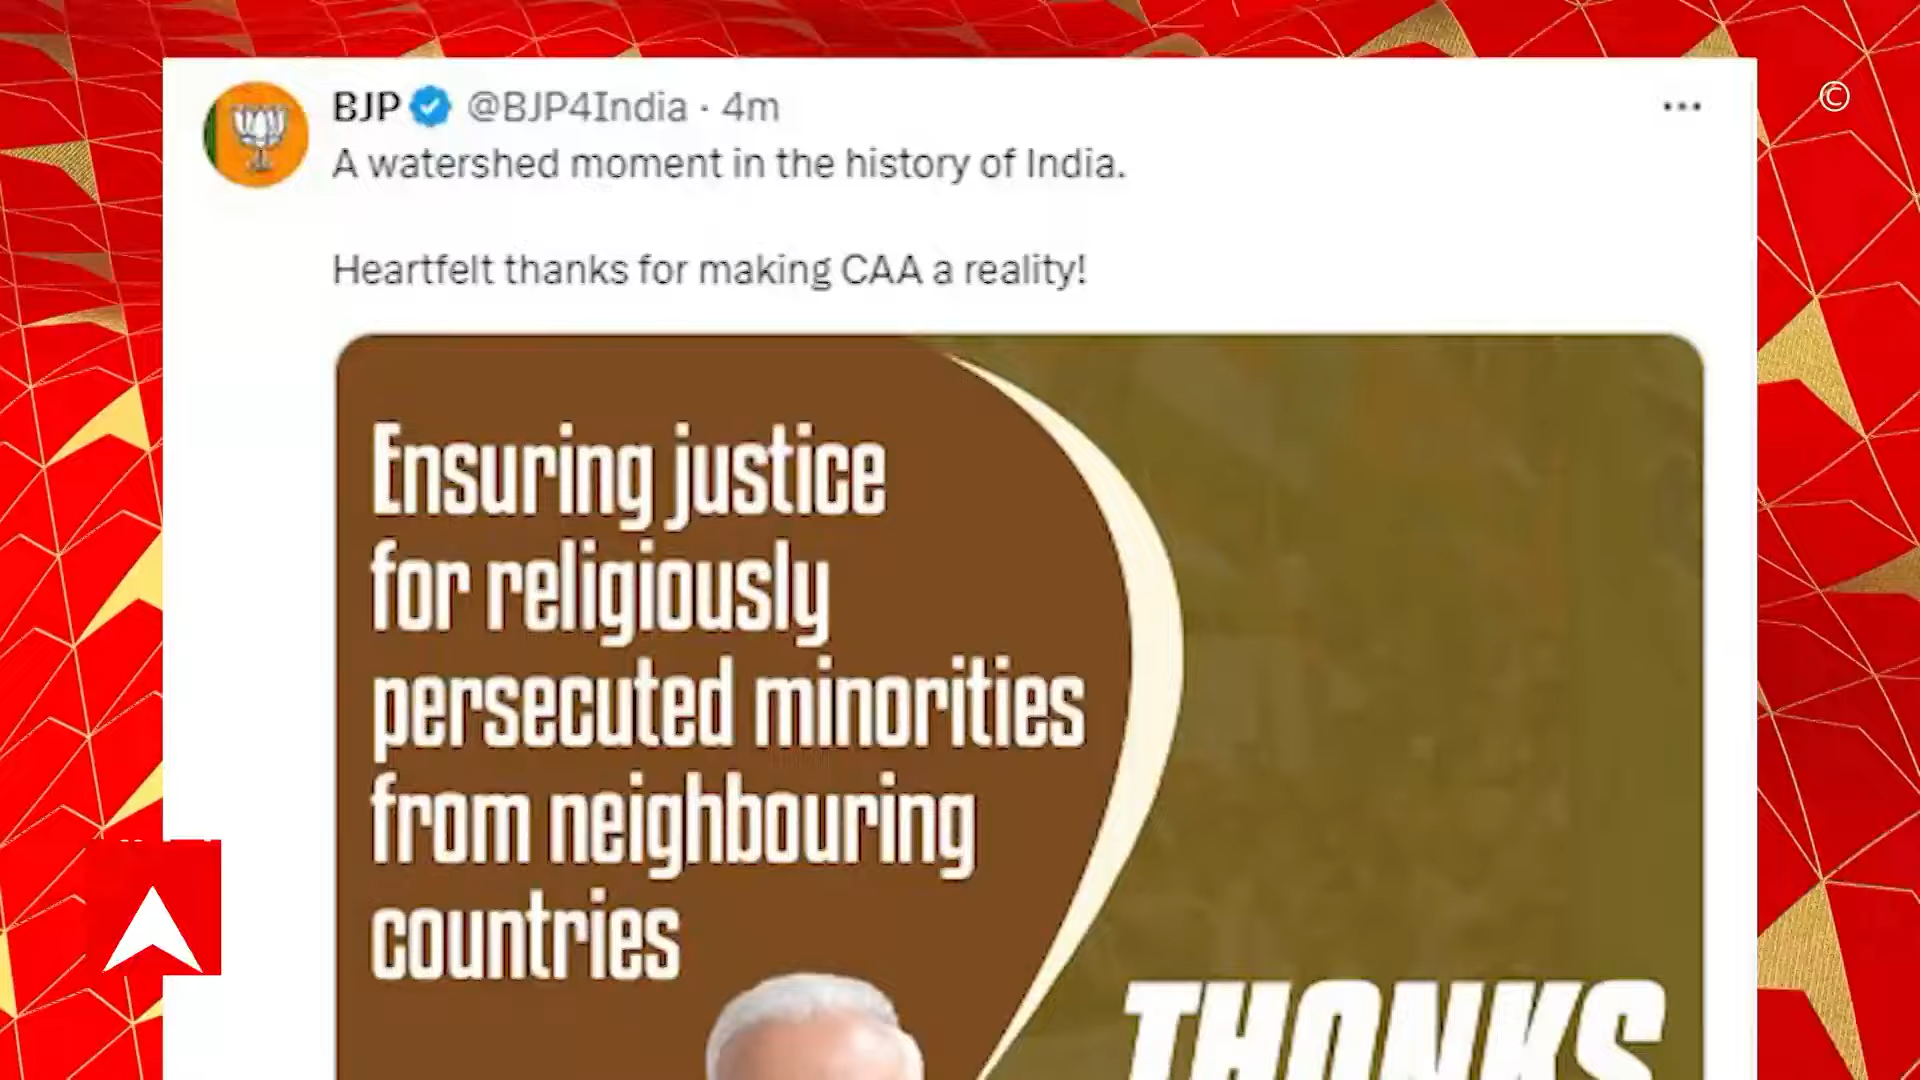 BJP @BJP4India · 4m
A watershed moment in the history of India.
Heartfelt thanks for making CAA a reality!
Ensuring justice
for religiously
persecuted minorities
from neighbouring
countries
©